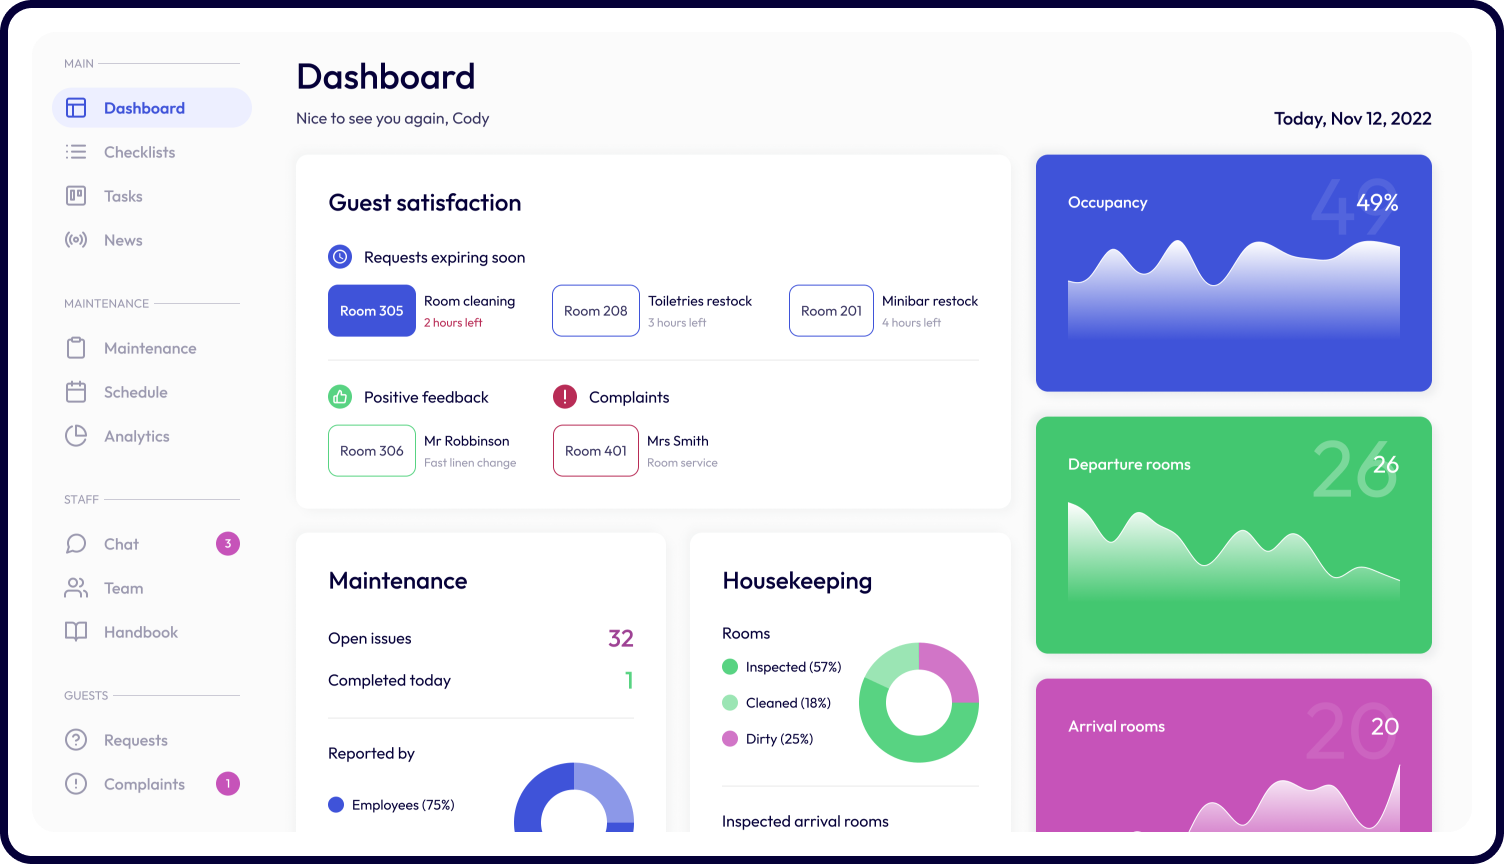 MAIN
Dashboard
Checklists
Tasks
News
MAINTENANCE
Maintenance
Schedule
Analytics
STAFF
Chat 3
Team
Handbook
GUESTS
Requests
Complaints 1
Dashboard
Nice to see you again, Cody
Today, Nov 12, 2022
Guest satisfaction
Requests expiring soon
Room 305
Room cleaning
2 hours left
Room 208
Toiletries restock
3 hours left
Room 201
Minibar restock
4 hours left
Positive feedback
Room 306
Mr Robbinson
Fast linen change
Complaints
Room 401
Mrs Smith
Room service
Maintenance
Open issues 32
Completed today 1
Reported by
Employees (75%)
Housekeeping
Rooms
Inspected (57%)
Cleaned (18%)
Dirty (25%)
Inspected arrival rooms
Occupancy 49 49%
Departure rooms 26 26
Arrival rooms 20 20